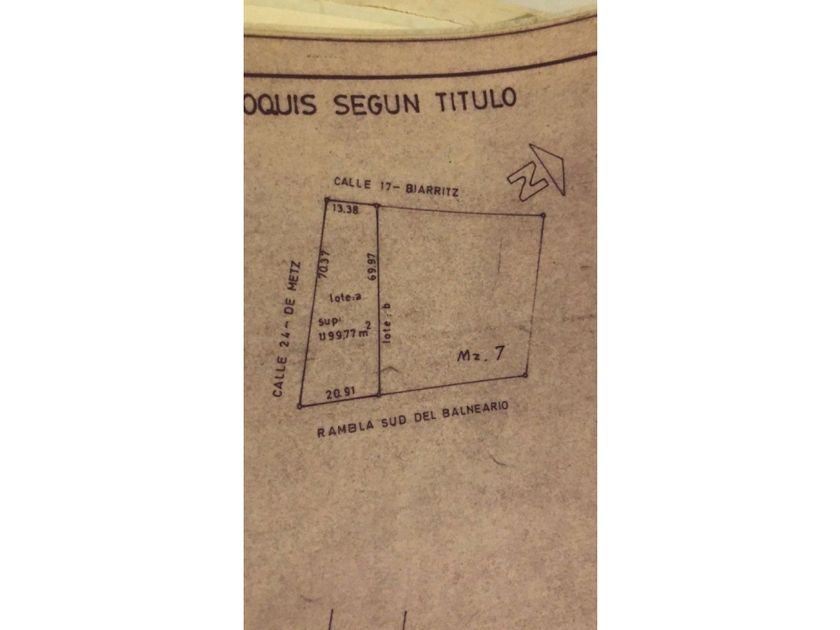 OQUIS SEGUN TITULO
N
CALLE 17- BIARRITZ
13.38
70.37
69.97
CALLE 24- DE METZ
lote:a
lote: b
Sup:
1199,77 m2
Mz. 7
20.91
RAMBLA SUD DEL BALNEARIO